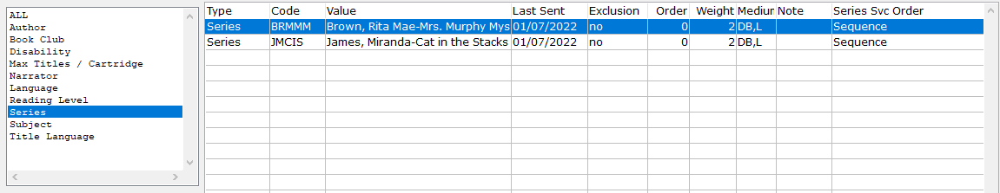 ALL
Author
Book Club
Disability
Max Titles / Cartridge
Narrator
Language
Reading Level
Series
Subject
Title Language
Type Code Value Last Sent Exclusion Order Weight Medium Note Series Svc Order
Series BRMMM Brown, Rita Mae-Mrs. Murphy Mys 01/07/2022 no 0 2 DB,L Sequence
Series JMCIS James, Miranda-Cat in the Stacks 01/07/2022 no 0 2 DB,L Sequence